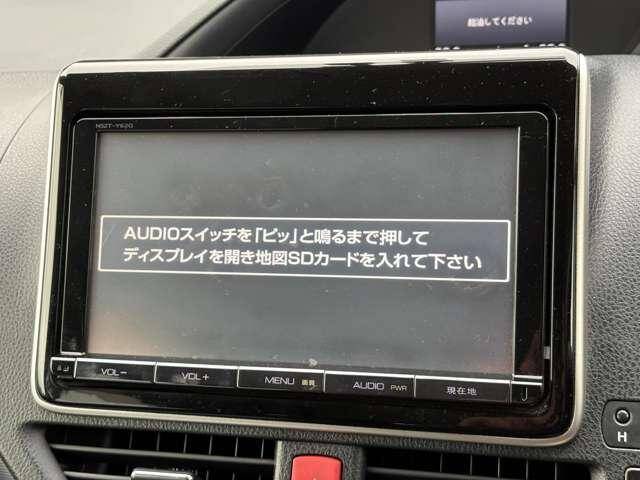 給油してください
NSZT-Y62G
AUDIOスイッチを「ピッ」と鳴るまで押して
ディスプレイを開き地図SDカードを入れて下さい
VOL− VOL+ MENU 画質 AUDIO PWR 現在地
H